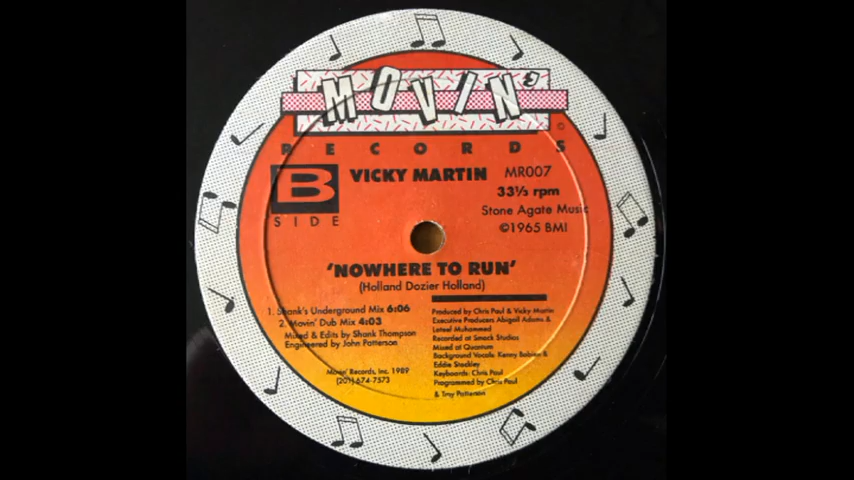 MOVIN'
©
RECORDS
B
SIDE
VICKY MARTIN
MR007
33⅓ rpm
Stone Agate Music
©1965 BMI
'NOWHERE TO RUN'
(Holland Dozier Holland)
1. Shank's Underground Mix 6:06
2. Movin' Dub Mix 4:03
Mixed & Edits by Shank Thompson
Engineered by John Patterson
Movin' Records, Inc. 1989
(201) 674-7573
Produced by Chris Paul & Vicky Martin
Executive Producers Abigail Adams &
Lateef Muhammed
Recorded at Smack Studios
Mixed at Quantum
Background Vocals: Kenny Bobien &
Eddie Stockley
Keyboards: Chris Paul
Programmed by Chris Paul
& Troy Patterson